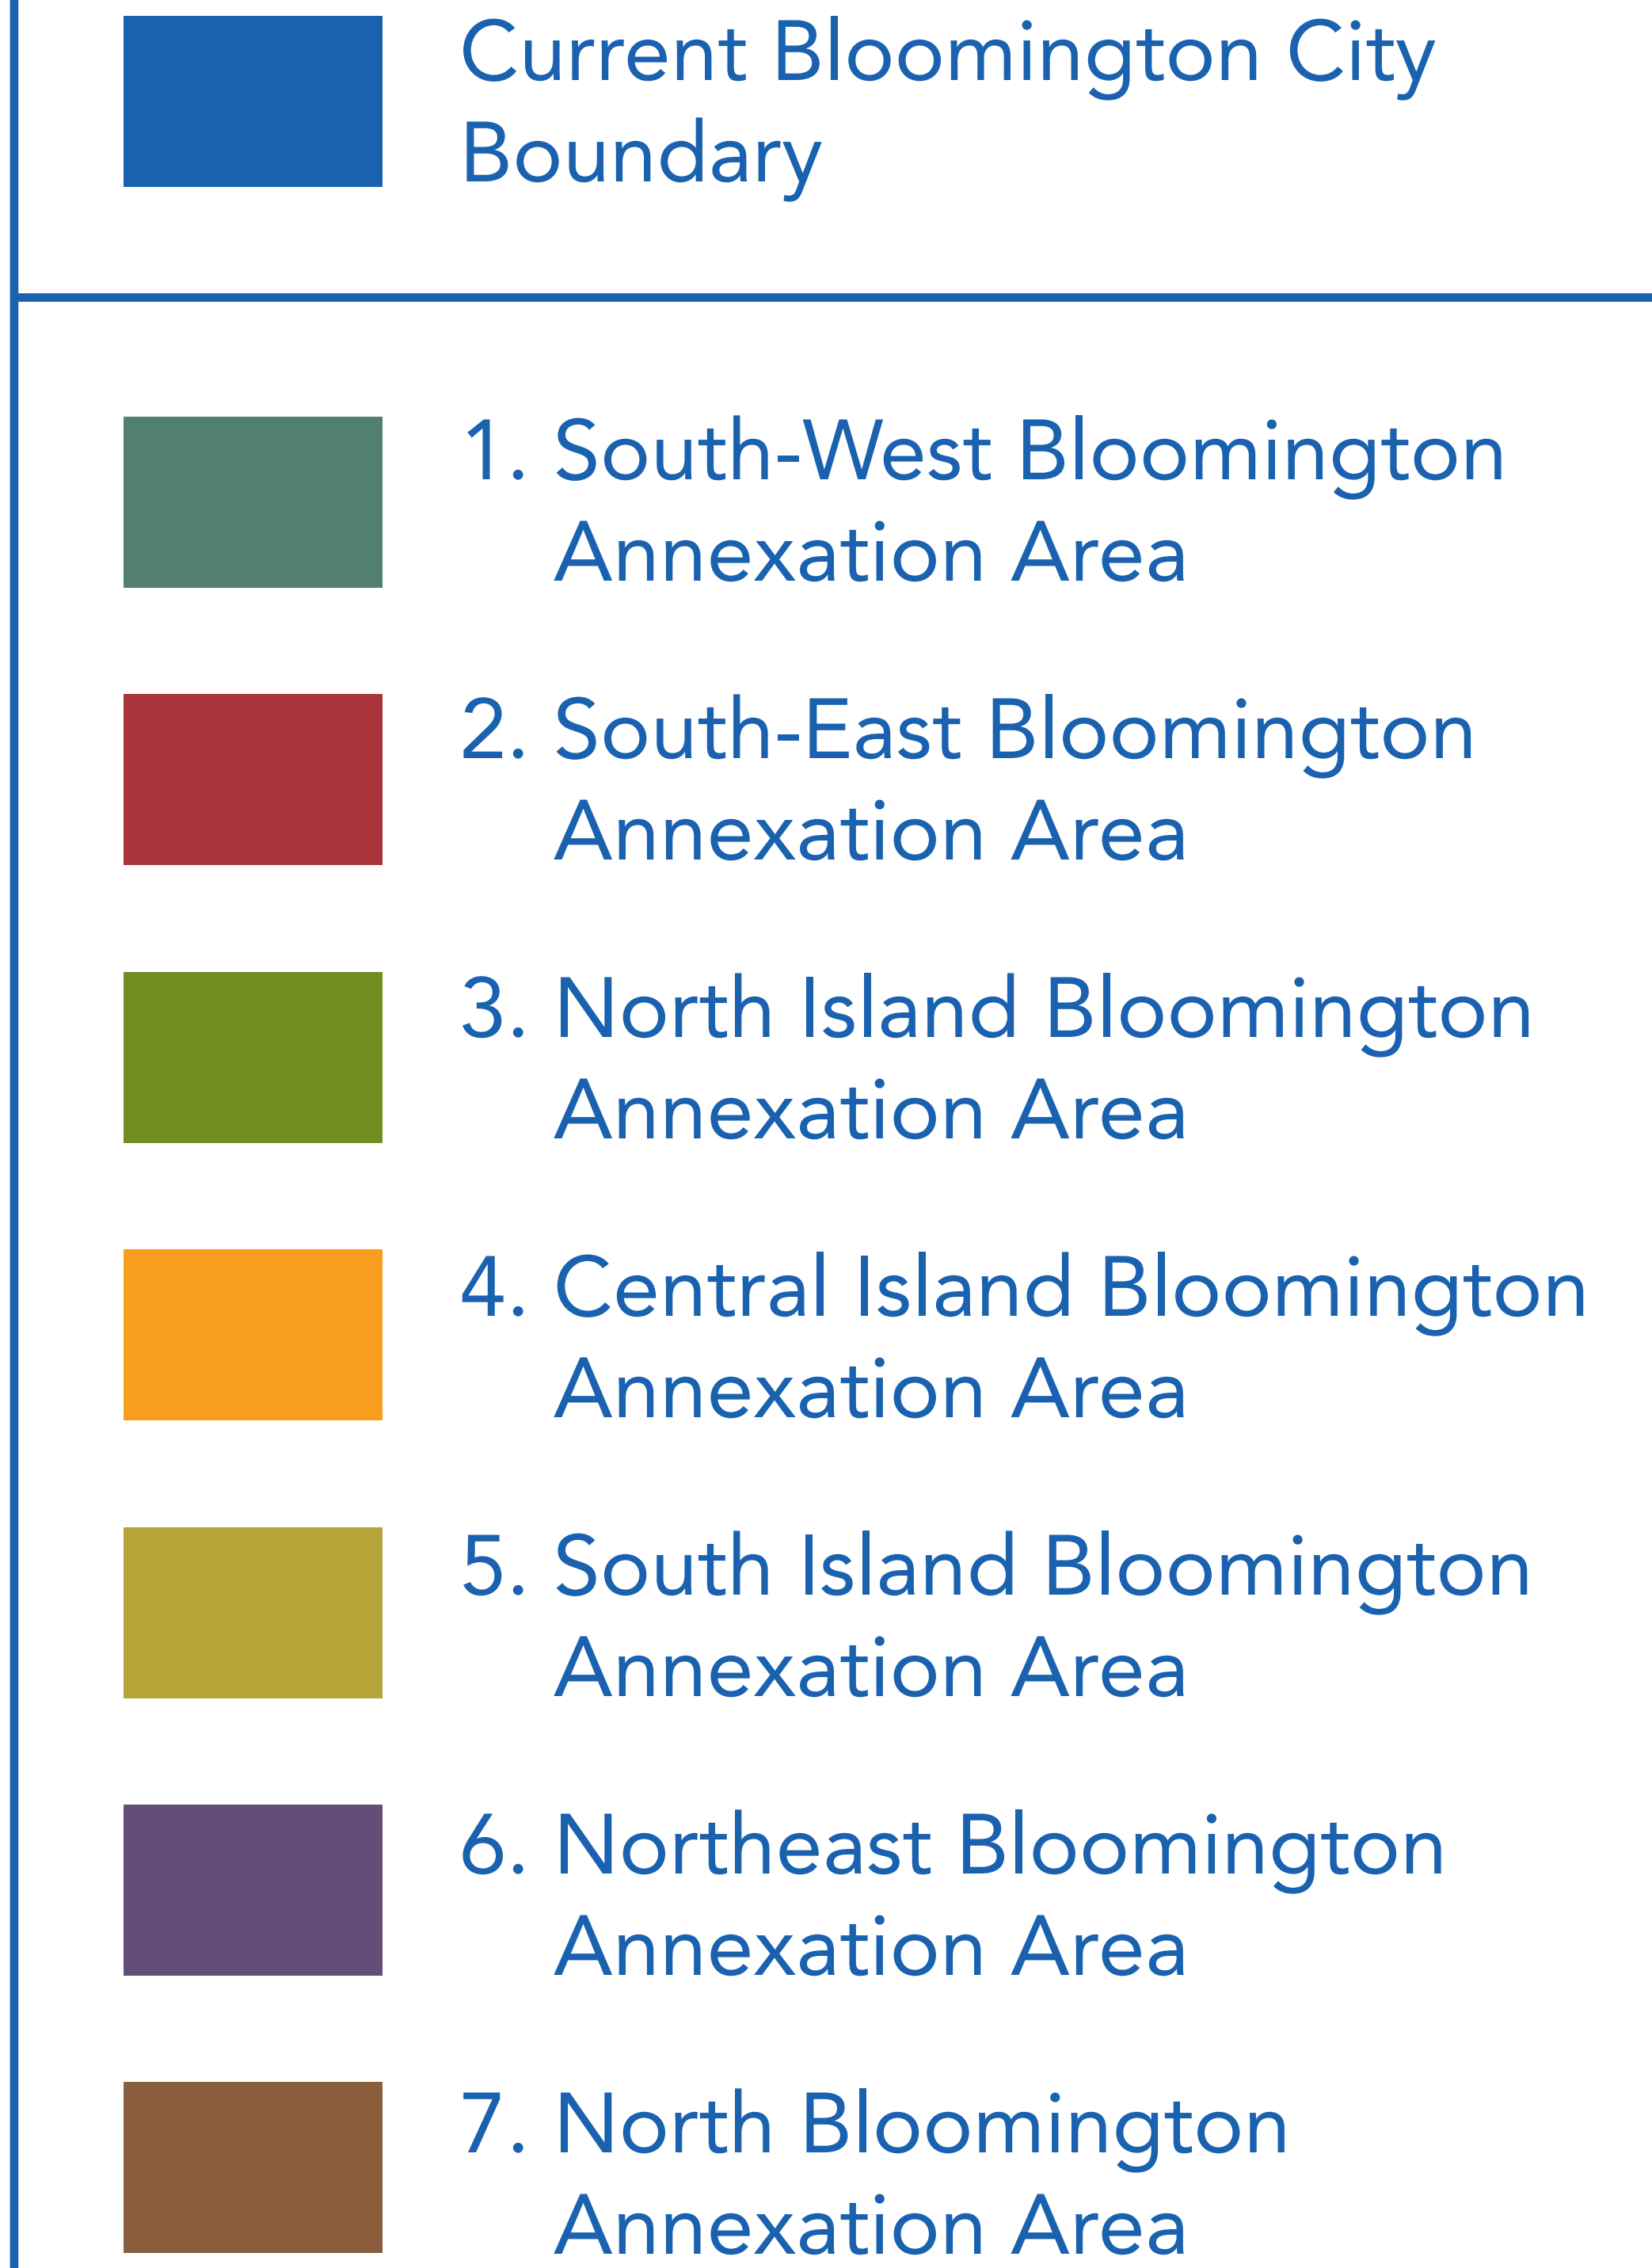 Current Bloomington City
Boundary
1. South-West Bloomington
Annexation Area
2. South-East Bloomington
Annexation Area
3. North Island Bloomington
Annexation Area
4. Central Island Bloomington
Annexation Area
5. South Island Bloomington
Annexation Area
6. Northeast Bloomington
Annexation Area
7. North Bloomington
Annexation Area